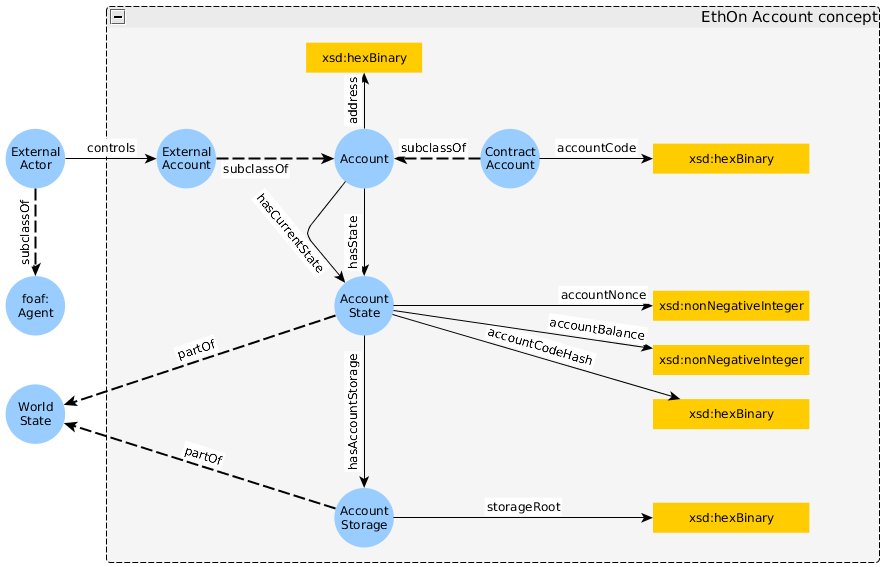 EthOn Account concept
xsd:hexBinary
address
External
Actor
controls
External
Account
subclassOf
Account
subclassOf
Contract
Account
accountCode
xsd:hexBinary
subclassOf
hasCurrentState
hasState
foaf:
Agent
Account
State
accountNonce
xsd:nonNegativeInteger
accountBalance
xsd:nonNegativeInteger
accountCodeHash
xsd:hexBinary
partOf
World
State
hasAccountStorage
partOf
Account
Storage
storageRoot
xsd:hexBinary